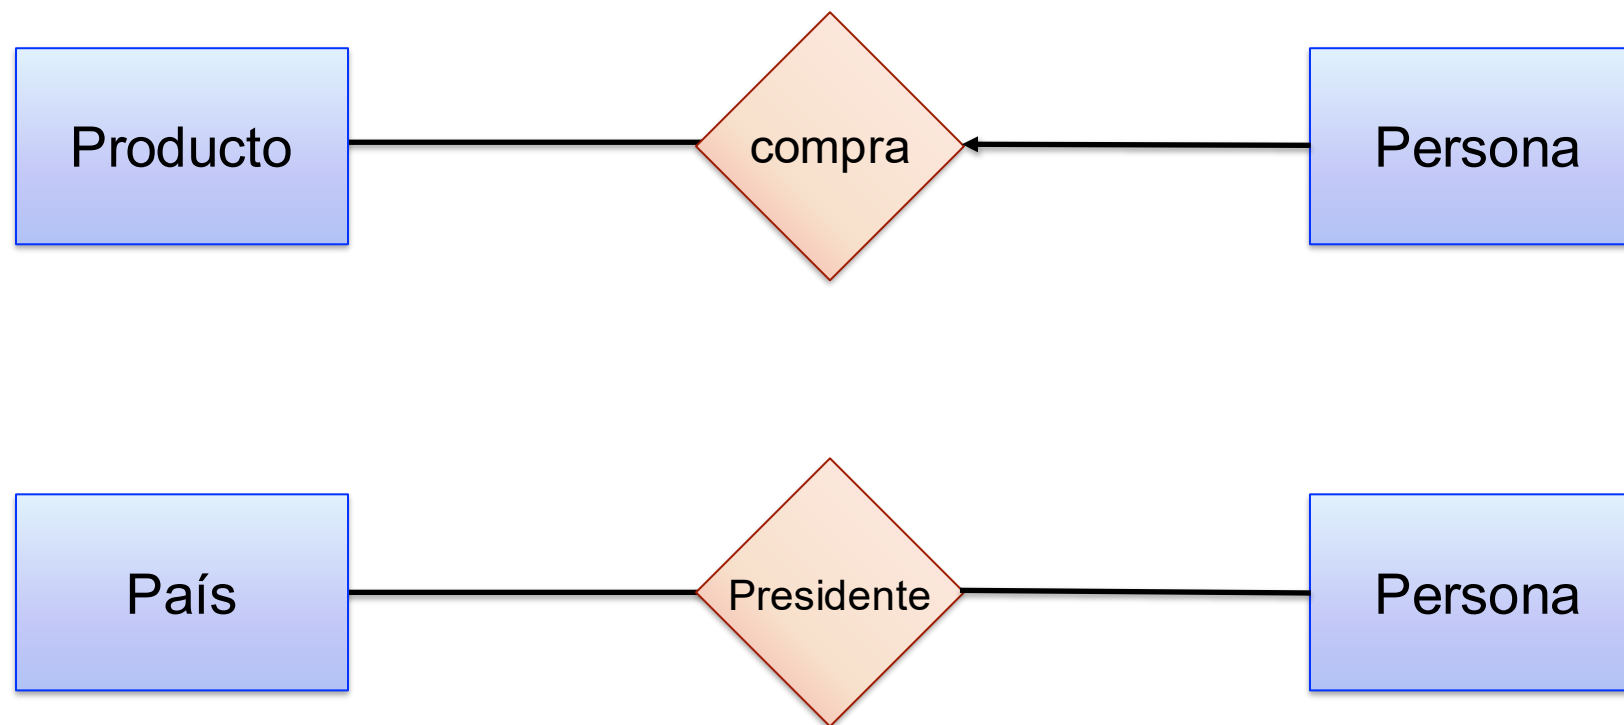 Producto
compra
Persona
País
Presidente
Persona